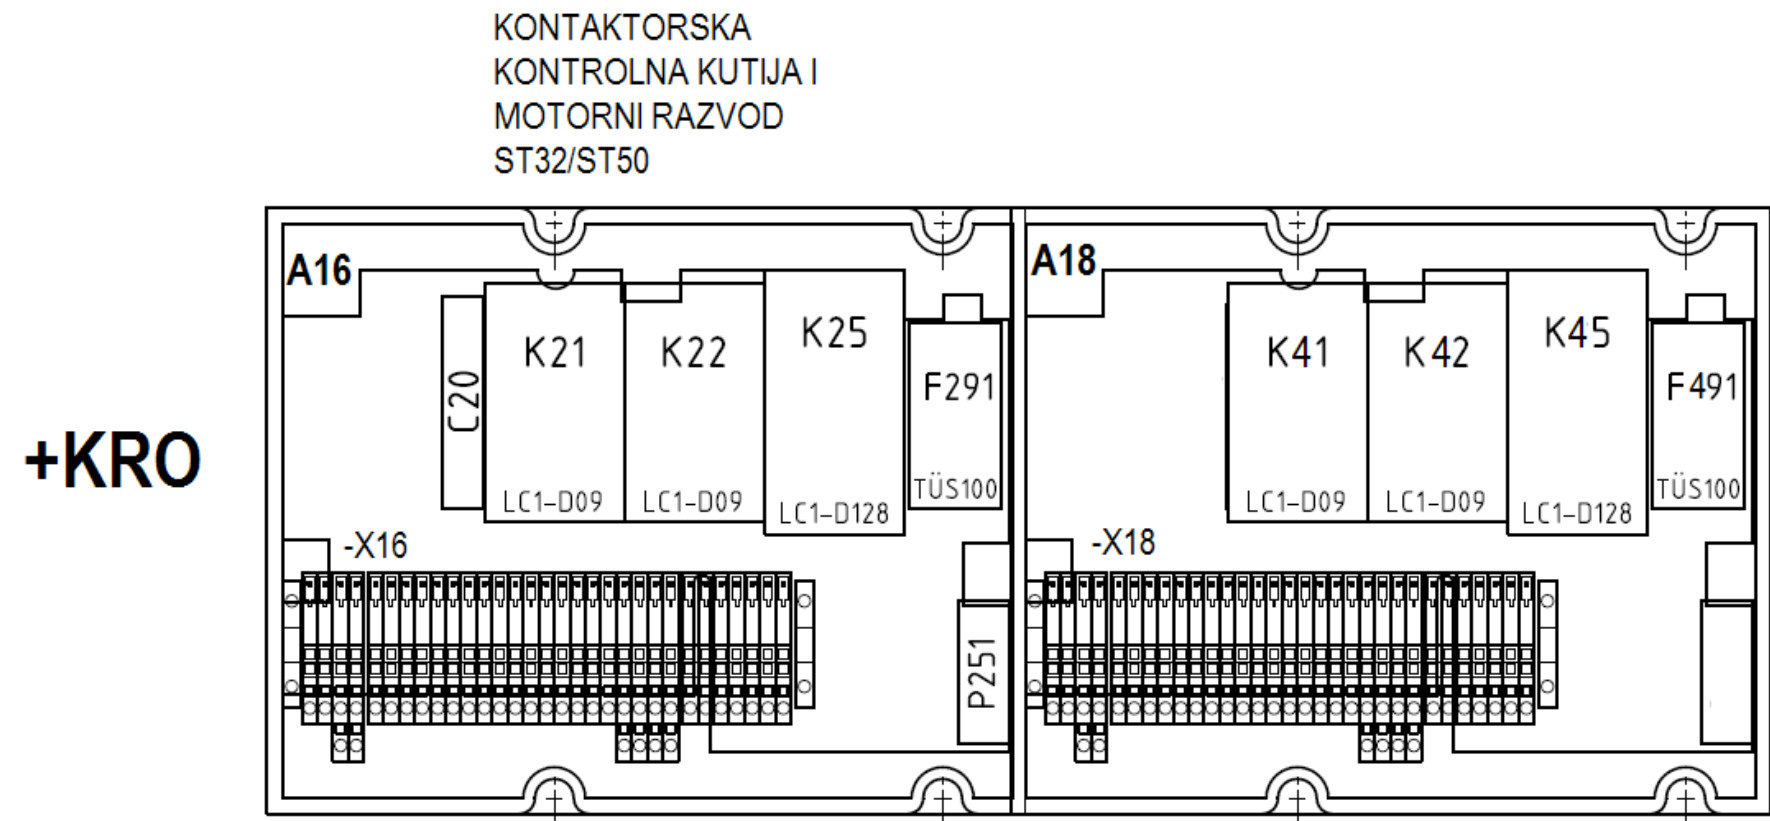 KONTAKTORSKA
KONTROLNA KUTIJA I
MOTORNI RAZVOD
ST32/ST50
+KRO
A16
C20
K21
LC1-D09
K22
LC1-D09
K25
LC1-D128
F291
TÜS100
-X16
P251
A18
K41
LC1-D09
K42
LC1-D09
K45
LC1-D128
F491
TÜS100
-X18